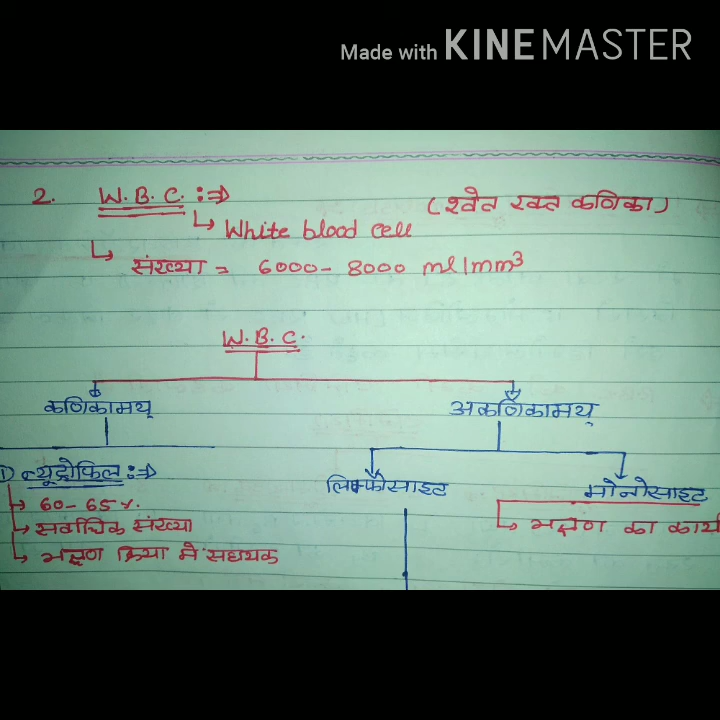 Made with KINEMASTER
2. W.B.C. :⇒ (श्वेत रक्त कणिका)
↳ White blood cell
↳ संख्या = 6000-8000 ml/mm³
W.B.C.
कणिकामय् अकणिकामय्
① न्यूट्रोफिल :⇒ लिम्फोसाइट मोनोसाइट
→ 60-65%. ↳ भक्षण का कार्य
→ सर्वाधिक संख्या
↳ भक्षण क्रिया में सहायक